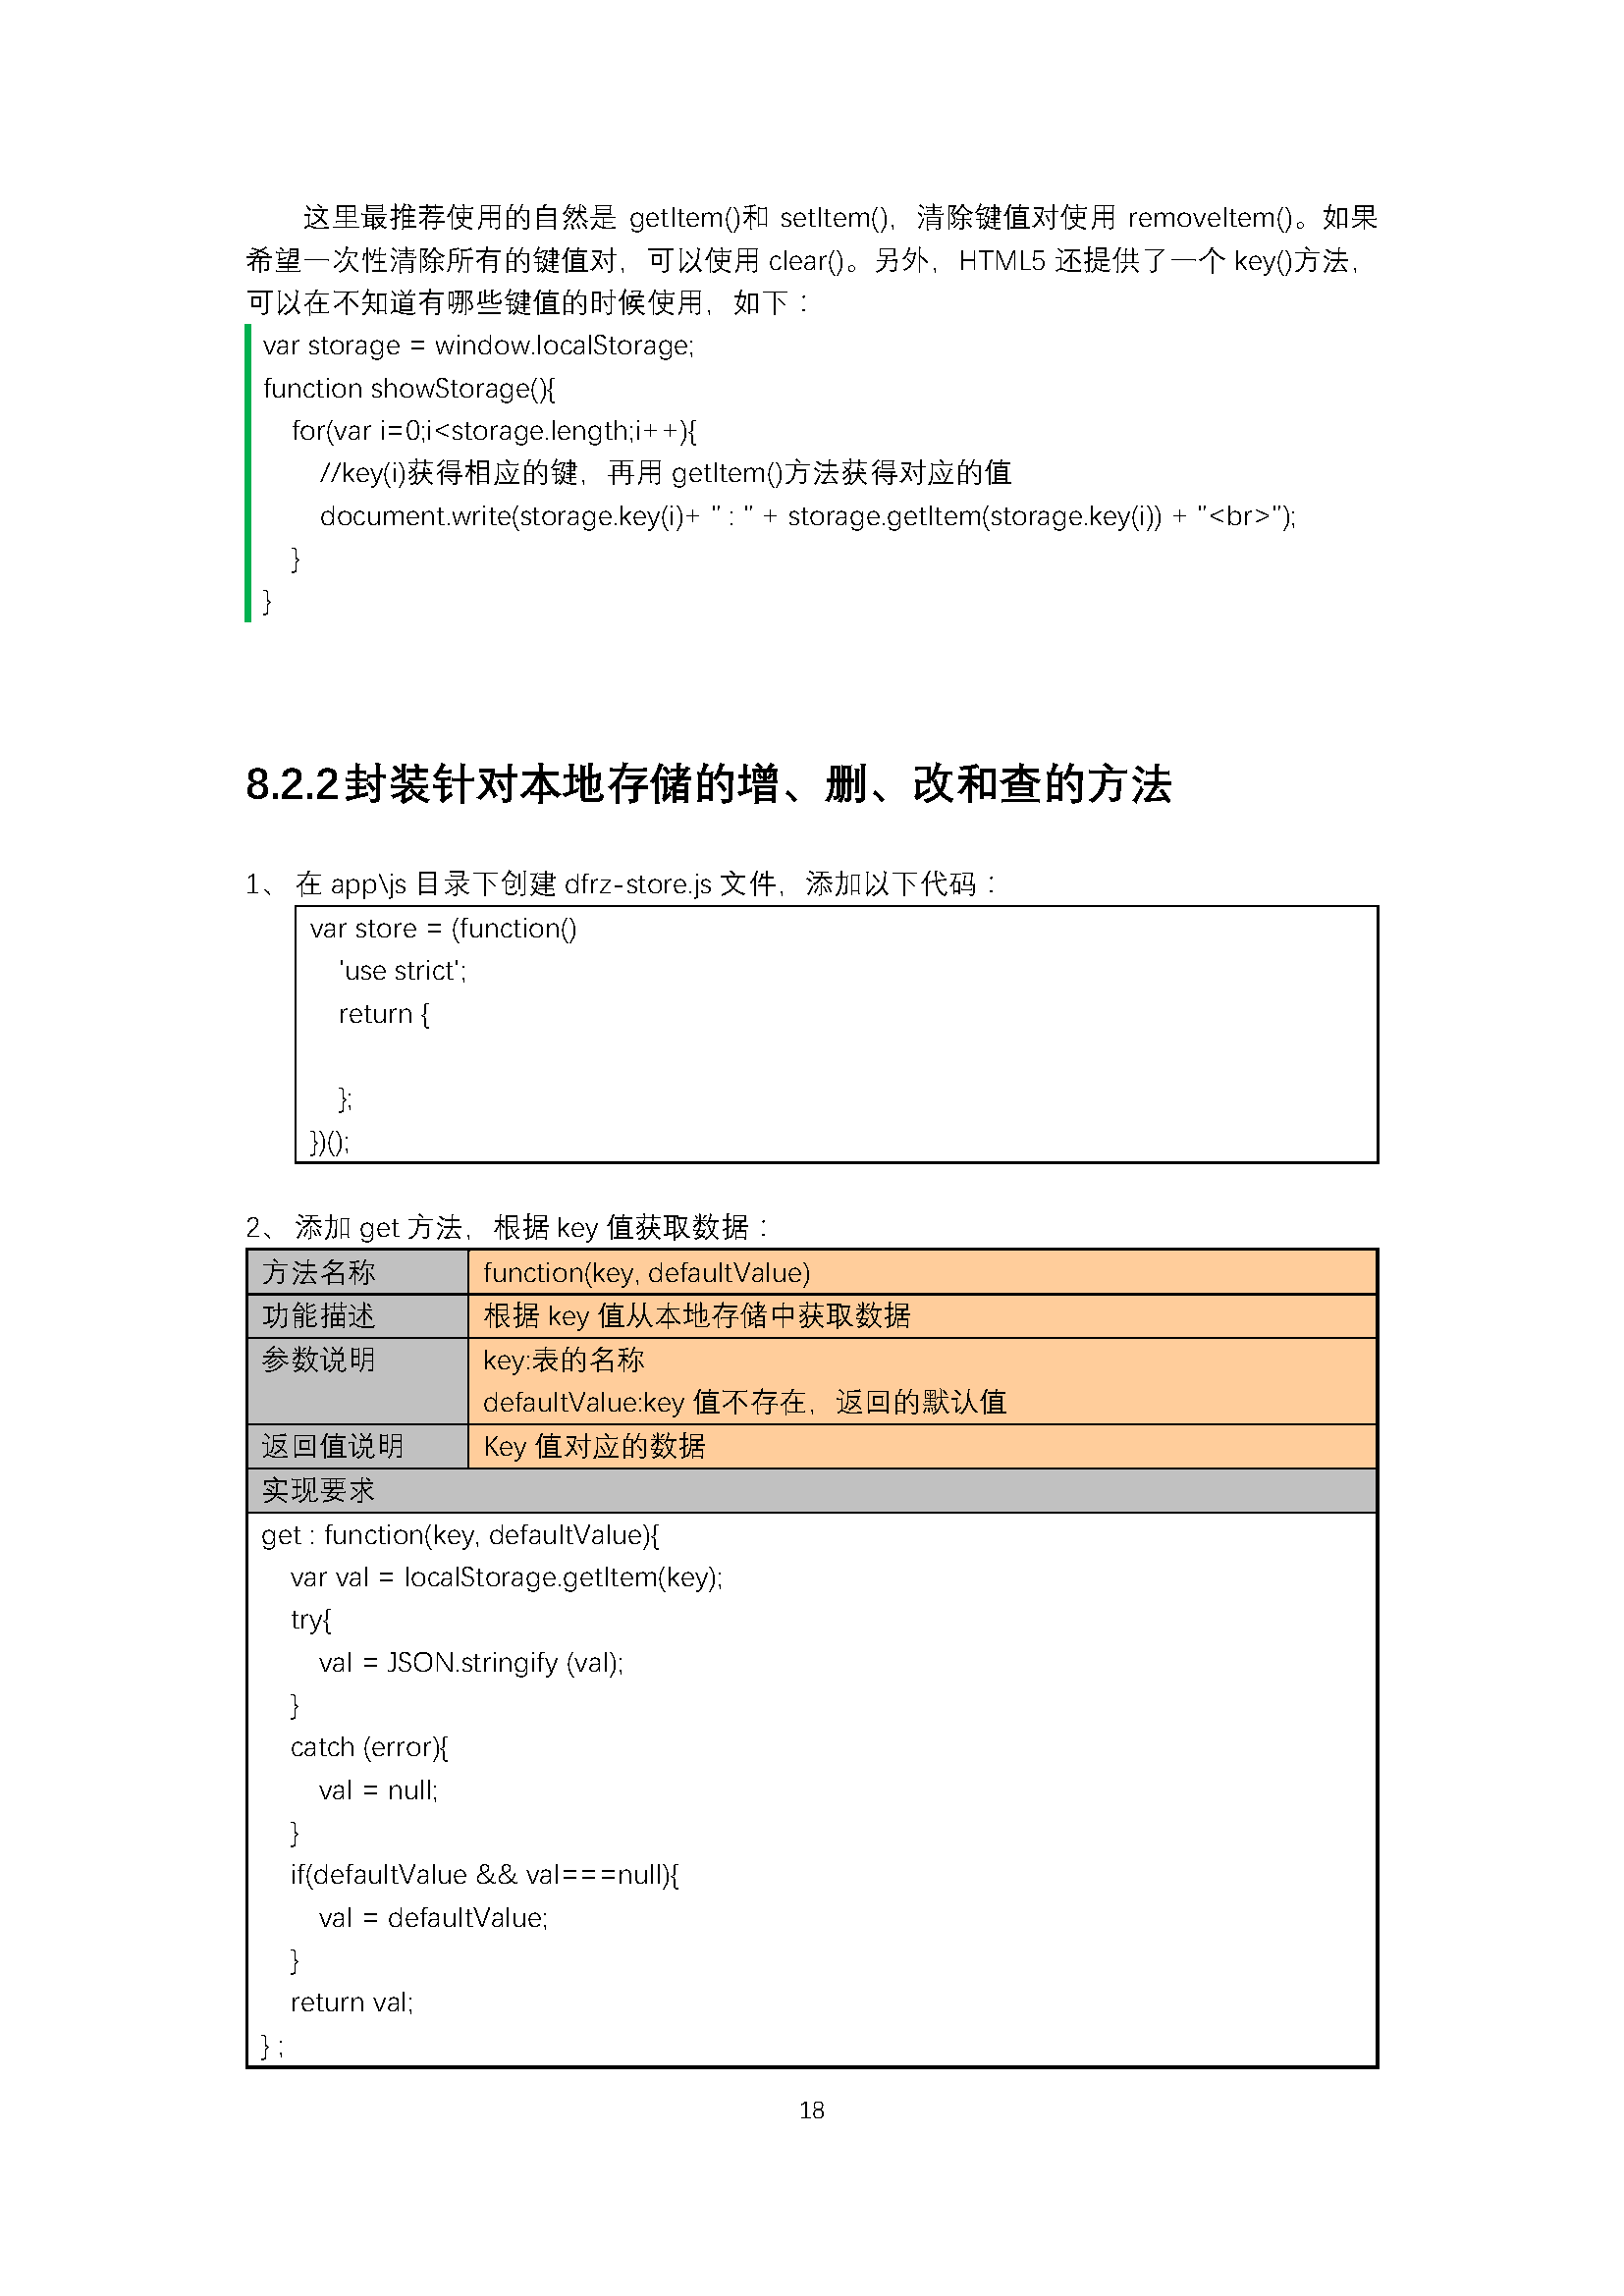 这里最推荐使用的自然是 getItem()和 setItem()，清除键值对使用 removeItem()。如果
希望一次性清除所有的键值对，可以使用 clear()。另外，HTML5 还提供了一个 key()方法，
可以在不知道有哪些键值的时候使用，如下：
var storage = window.localStorage;
function showStorage(){
for(var i=0;i<storage.length;i++){
//key(i)获得相应的键，再用 getItem()方法获得对应的值
document.write(storage.key(i)+ " : " + storage.getItem(storage.key(i)) + "<br>");
}
}
8.2.2封装针对本地存储的增、删、改和查的方法
1、 在 app\js 目录下创建 dfrz-store.js 文件，添加以下代码：
var store = (function()
'use strict';
return {
};
})();
2、 添加 get 方法，根据 key 值获取数据：
方法名称 function(key, defaultValue)
功能描述 根据 key 值从本地存储中获取数据
参数说明 key:表的名称
defaultValue:key 值不存在，返回的默认值
返回值说明 Key 值对应的数据
实现要求
get : function(key, defaultValue){
var val = localStorage.getItem(key);
try{
val = JSON.stringify (val);
}
catch (error){
val = null;
}
if(defaultValue && val===null){
val = defaultValue;
}
return val;
} ;
18